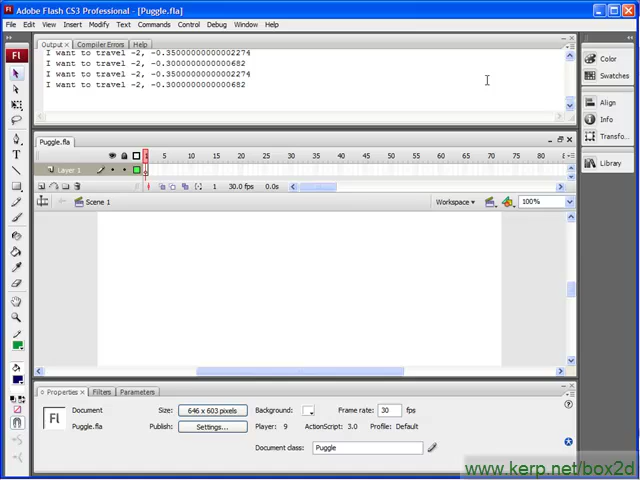 Adobe Flash CS3 Professional - [Puggle.fla]
File Edit View Insert Modify Text Commands Control Debug Window Help
Output × Compiler Errors Help
I want to travel -2, -0.35000000000002274
I want to travel -2, -0.3000000000000682
I want to travel -2, -0.35000000000002274
I want to travel -2, -0.3000000000000682
Fl
Color
Swatches
Align
Info
Transfo...
Library
Puggle.fla
1 5 10 15 20 25 30 35 40 45 50 55 60 65 70 75 80
Layer 1
1 30.0 fps 0.0s
Scene 1
Workspace
100%
Properties × Filters Parameters
Fl
Document
Puggle.fla
Size: 646 x 603 pixels
Background:
Frame rate: 30 fps
Publish: Settings...
Player: 9
ActionScript: 3.0
Profile: Default
Document class: Puggle
www.kerp.net/box2d